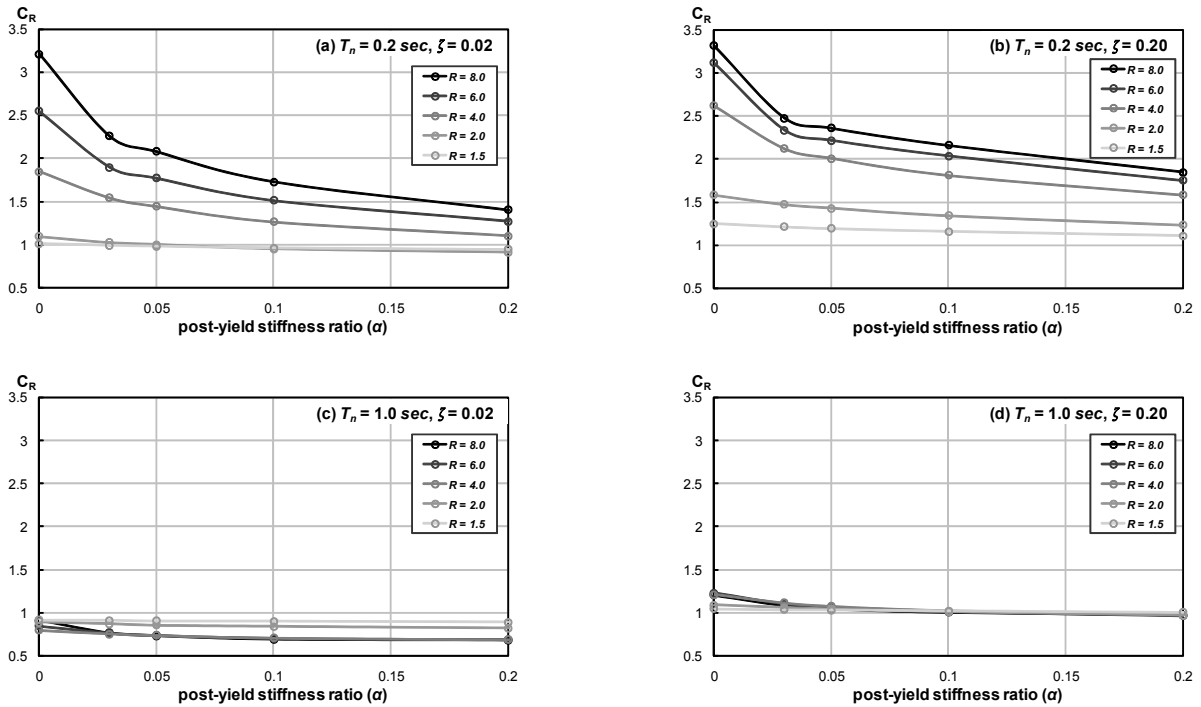 C_R
3.5
(a) T_n = 0.2 sec, ζ = 0.02
3
R = 8.0
R = 6.0
2.5
R = 4.0
R = 2.0
2
R = 1.5
1.5
1
0.5
0 0.05 0.1 0.15 0.2
post-yield stiffness ratio (α)
C_R
3.5
(b) T_n = 0.2 sec, ζ = 0.20
3
R = 8.0
R = 6.0
2.5
R = 4.0
R = 2.0
2
R = 1.5
1.5
1
0.5
0 0.05 0.1 0.15 0.2
post-yield stiffness ratio (α)
C_R
3.5
(c) T_n = 1.0 sec, ζ = 0.02
3
R = 8.0
R = 6.0
2.5
R = 4.0
R = 2.0
2
R = 1.5
1.5
1
0.5
0 0.05 0.1 0.15 0.2
post-yield stiffness ratio (α)
C_R
3.5
(d) T_n = 1.0 sec, ζ = 0.20
3
R = 8.0
R = 6.0
2.5
R = 4.0
R = 2.0
2
R = 1.5
1.5
1
0.5
0 0.05 0.1 0.15 0.2
post-yield stiffness ratio (α)